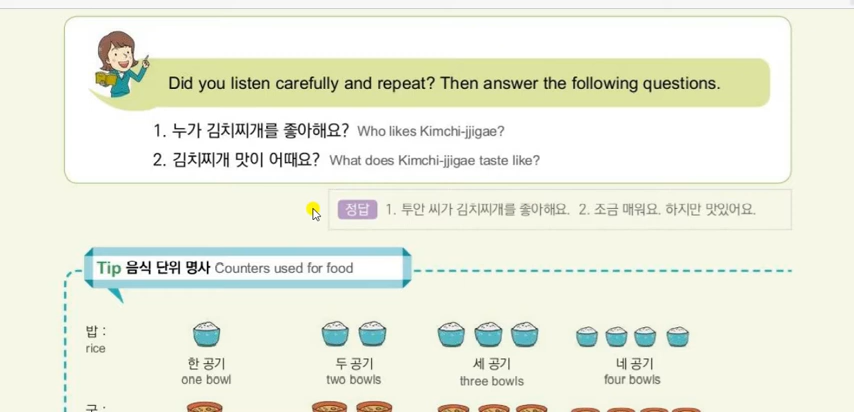 Did you listen carefully and repeat? Then answer the following questions.
1. 누가 김치찌개를 좋아해요? Who likes Kimchi-jjigae?
2. 김치찌개 맛이 어때요? What does Kimchi-jjigae taste like?
정답 1. 투안 씨가 김치찌개를 좋아해요. 2. 조금 매워요. 하지만 맛있어요.
Tip 음식 단위 명사 Counters used for food
밥 :
rice
한 공기 두 공기 세 공기 네 공기
one bowl two bowls three bowls four bowls
국 :